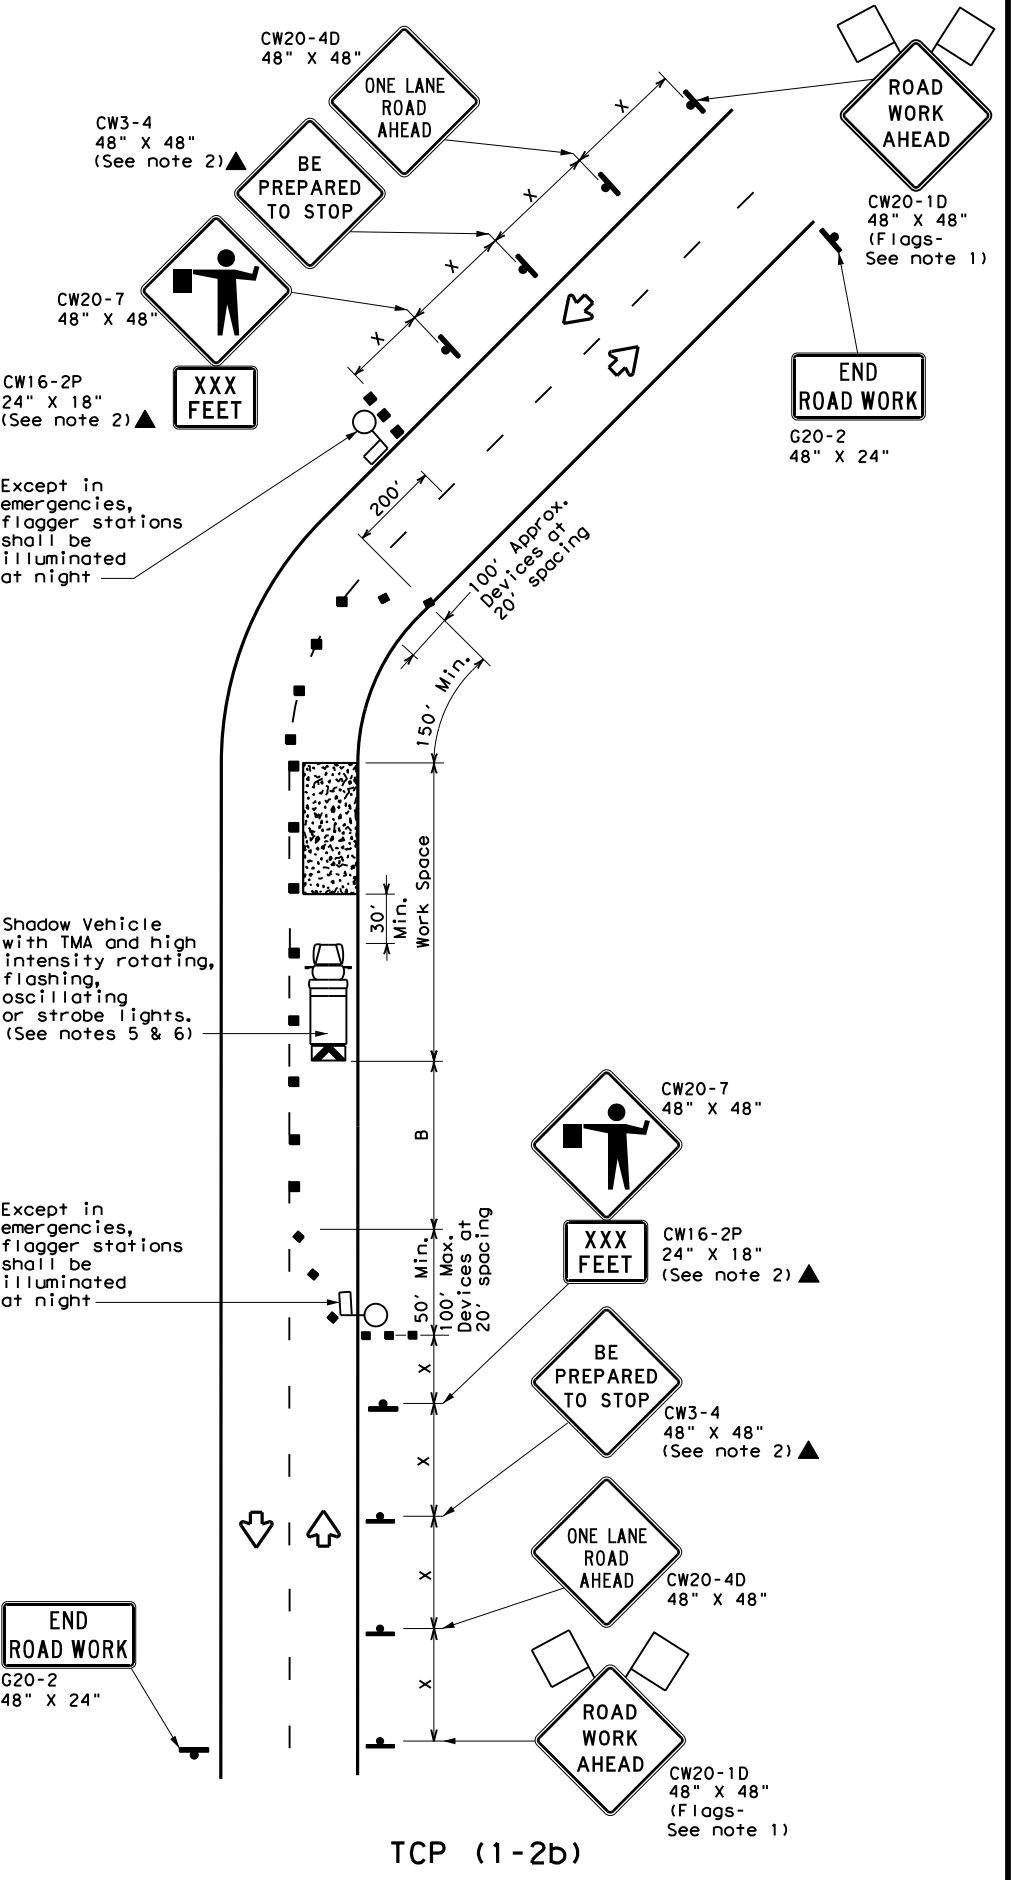 CW20-4D
48" X 48"
ONE LANE
ROAD
AHEAD
ROAD
WORK
AHEAD
CW20-1D
48" X 48"
(Flags-
See note 1)
CW3-4
48" X 48"
(See note 2)
BE
PREPARED
TO STOP
X
X
X
X
CW20-7
48" X 48"
CW16-2P
24" X 18"
(See note 2)
XXX
FEET
END
ROAD WORK
G20-2
48" X 24"
Except in
emergencies,
flagger stations
shall be
illuminated
at night
200'
100' Approx.
Devices at
20' spacing
150' Min.
Work Space
30'
Min.
Shadow Vehicle
with TMA and high
intensity rotating,
flashing,
oscillating
or strobe lights.
(See notes 5 & 6)
B
CW20-7
48" X 48"
XXX
FEET
CW16-2P
24" X 18"
(See note 2)
Except in
emergencies,
flagger stations
shall be
illuminated
at night
50' Min.
100' Max.
Devices at
20' spacing
X
BE
PREPARED
TO STOP
CW3-4
48" X 48"
(See note 2)
X
ONE LANE
ROAD
AHEAD
CW20-4D
48" X 48"
X
END
ROAD WORK
G20-2
48" X 24"
X
ROAD
WORK
AHEAD
CW20-1D
48" X 48"
(Flags-
See note 1)
TCP (1-2b)